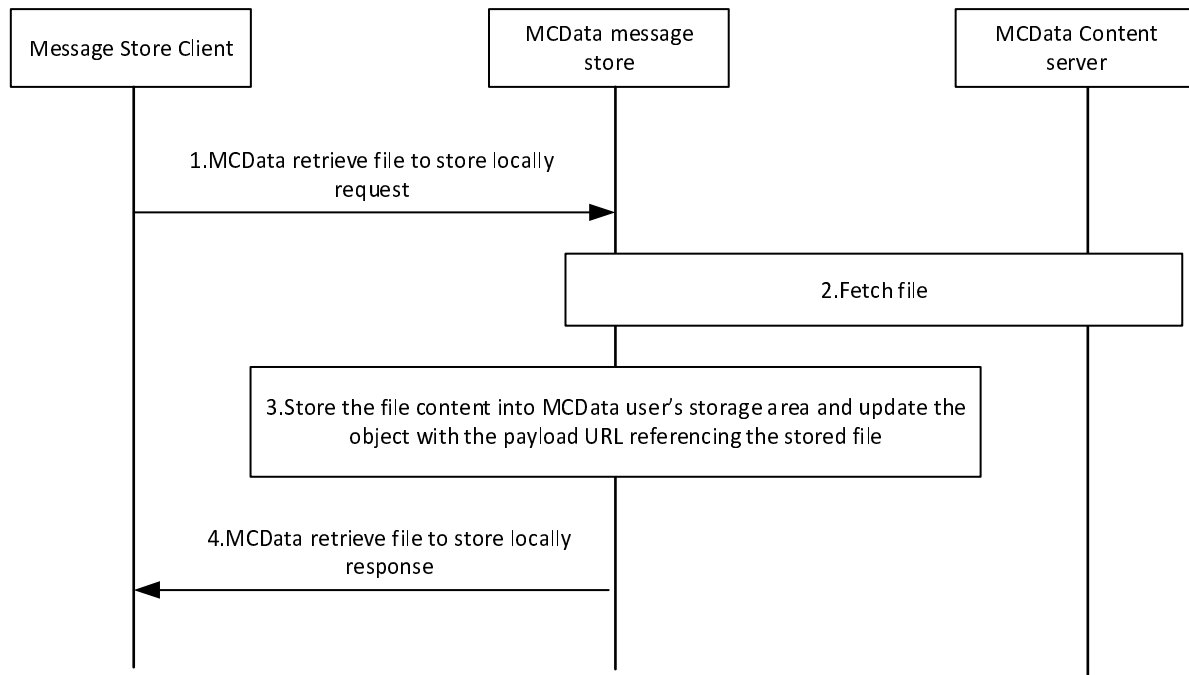 Message Store Client
MCData message
store
MCData Content
server
1.MCData retrieve file to store locally
request
2.Fetch file
3.Store the file content into MCData user’s storage area and update the
object with the payload URL referencing the stored file
4.MCData retrieve file to store locally
response